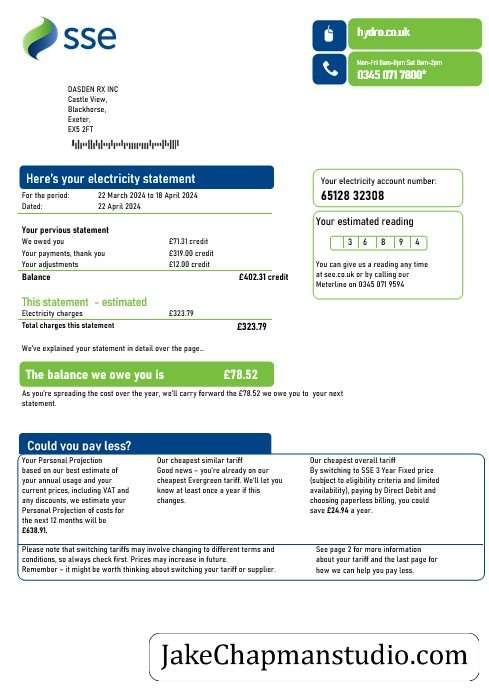 sse
hydro.co.uk
Mon-Fri 8am-8pm Sat 8am-2pm
0345 071 7800*
DASDEN RX INC
Castle View,
Blackhorse,
Exeter,
EX5 2FT
Here's your electricity statement
For the period: 22 March 2024 to 18 April 2024
Dated: 22 April 2024
Your pervious statement
We owed you £71.31 credit
Your payments, thank you £319.00 credit
Your adjustments £12.00 credit
Balance £402.31 credit
This statement - estimated
Electricity charges £323.79
Total charges this statement £323.79
We've explained your statement in detail over the page...
The balance we owe you is £78.52
As you're spreading the cost over the year, we'll carry forward the £78.52 we owe you to your next
statement.
Your electricity account number:
65128 32308
Your estimated reading
3 6 8 9 4
You can give us a reading any time
at see.co.uk or by calling our
Meterline on 0345 071 9594
Could you pay less?
Your Personal Projection
based on our best estimate of
your annual usage and your
current prices, including VAT and
any discounts, we estimate your
Personal Projection of costs for
the next 12 months will be
£638.91.
Our cheapest similar tariff
Good news – you're already on our
cheapest Evergreen tariff. We'll let you
know at least once a year if this
changes.
Our cheapest overall tariff
By switching to SSE 3 Year Fixed price
(subject to eligibility criteria and limited
availability), paying by Direct Debit and
choosing paperless billing, you could
save £24.94 a year.
Please note that switching tariffs may involve changing to different terms and
conditions, so always check first. Prices may increase in future.
Remember – it might be worth thinking about switching your tariff or supplier.
See page 2 for more information
about your tariff and the last page for
how we can help you pay less.
JakeChapmanstudio.com